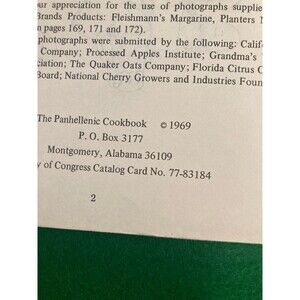 our appreciation for the use of photographs supplie
Brands Products: Fleishmann's Margarine, Planters
n pages 169, 171 and 172).
photographs were submitted by the following: Calif
Company; Processed Apples Institute; Grandma's
ciation; The Quaker Oats Company; Florida Citrus C
Board; National Cherry Growers and Industries Foun
The Panhellenic Cookbook © 1969
P. O. Box 3177
Montgomery, Alabama 36109
y of Congress Catalog Card No. 77-83184
2